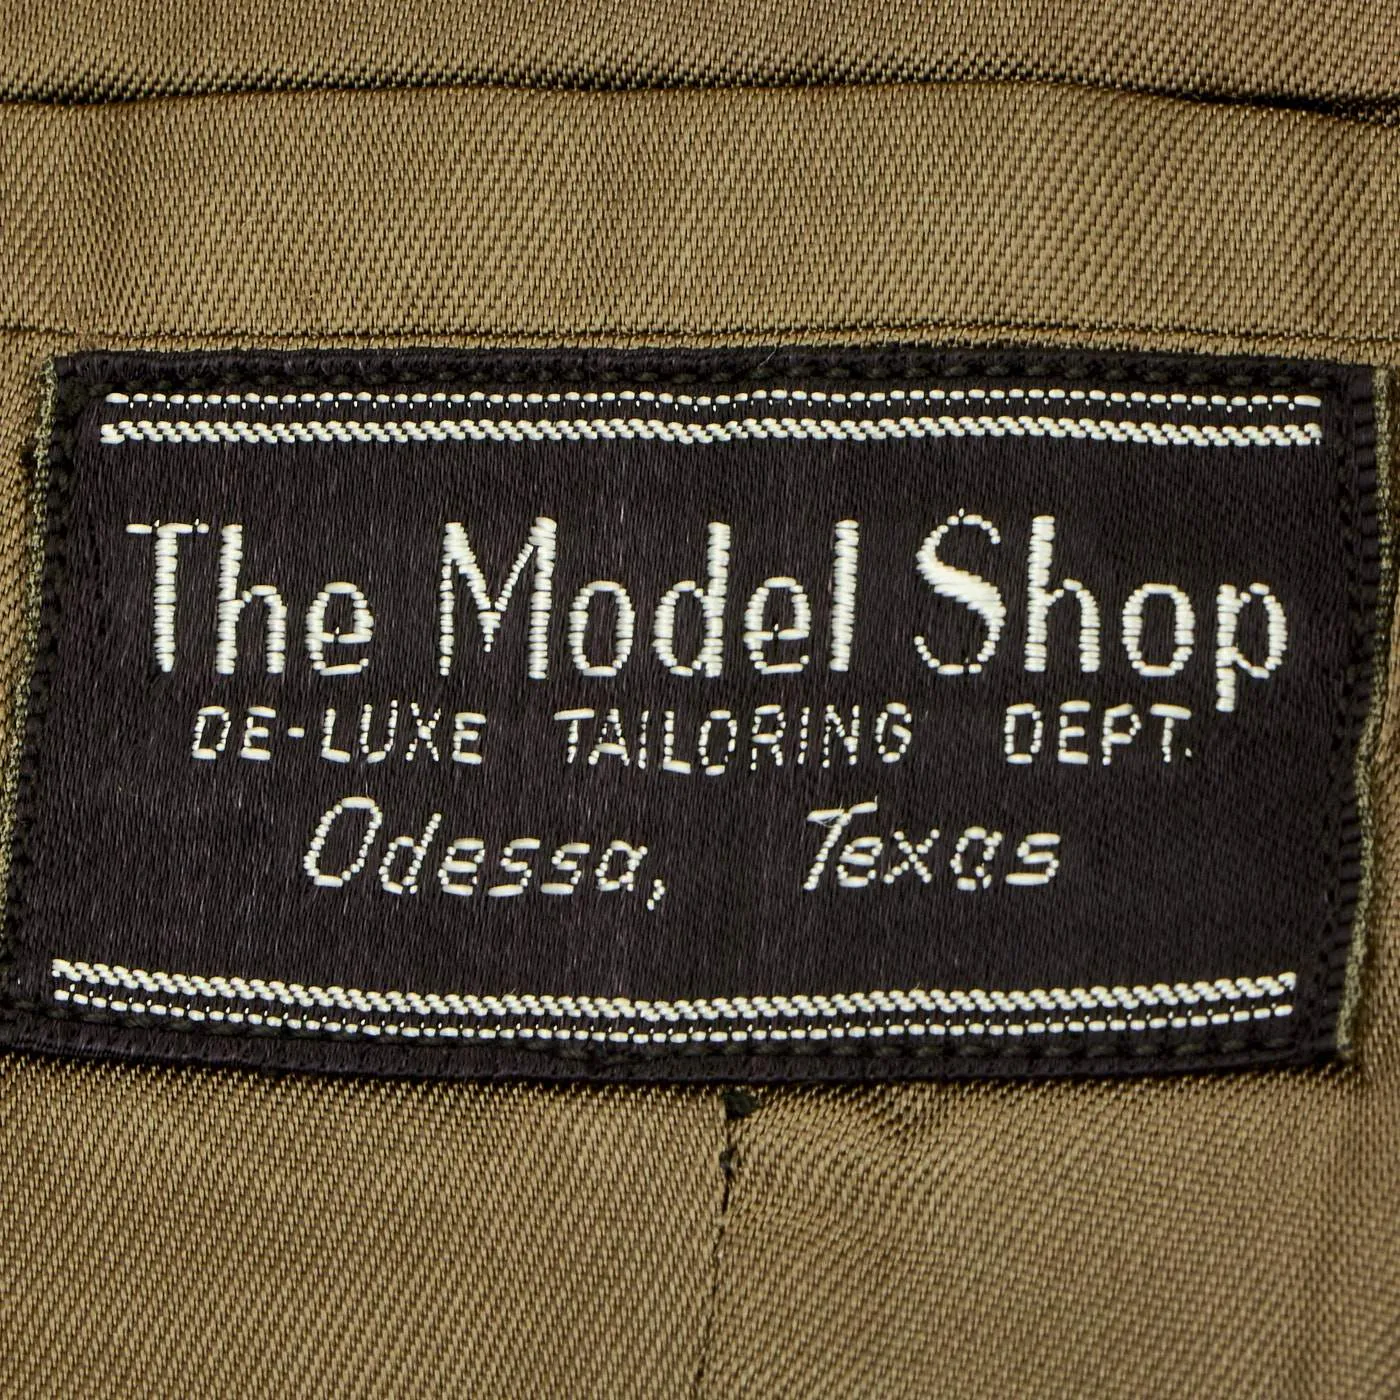 The Model Shop
DE-LUXE TAILORING DEPT.
Odessa, Texas